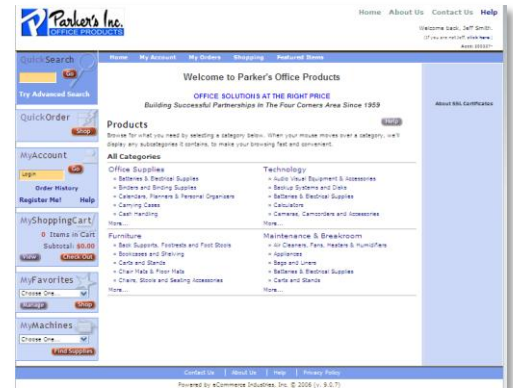 Parker's Inc.
OFFICE PRODUCTS
Home About Us Contact Us Help
Welcome back, Jeff Smith.
(If you are not Jeff, click here.)
QuickSearch
Go
Try Advanced Search
QuickOrder
Shop
MyAccount
Go
Login
Order History
Register Me! Help
MyShoppingCart
0 Items in Cart
Subtotal: $0.00
View Check Out
MyFavorites
Choose One...
Manage Shop
MyMachines
Choose One...
Find Supplies
Home My Account My Orders Shopping Featured Items
Welcome to Parker's Office Products
OFFICE SOLUTIONS AT THE RIGHT PRICE
Building Successful Partnerships In The Four Corners Area Since 1959
Products
Help
Browse for what you need by selecting a category below. When your mouse moves over a category, we'll
display any subcategories it contains, to make your browsing fast and convenient.
All Categories
Office Supplies
» Batteries & Electrical Supplies
» Binders and Binding Supplies
» Calendars, Planners & Personal Organizers
» Carrying Cases
» Cash Handling
More...
Technology
» Audio Visual Equipment & Accessories
» Backup Systems and Disks
» Batteries & Electrical Supplies
» Calculators
» Cameras, Camcorders and Accessories
More...
Furniture
» Back Supports, Footrests and Foot Stools
» Bookcases and Shelving
» Carts and Stands
» Chair Mats & Floor Mats
» Chairs, Stools and Seating Accessories
More...
Maintenance & Breakroom
» Air Cleaners, Fans, Heaters & Humidifiers
» Appliances
» Bags and Liners
» Batteries & Electrical Supplies
» Carts and Stands
More...
About SSL Certificates
Contact Us | About Us | Help | Privacy Policy
Powered by eCommerce Industries, Inc. © 2006 (v. 9.0.7)